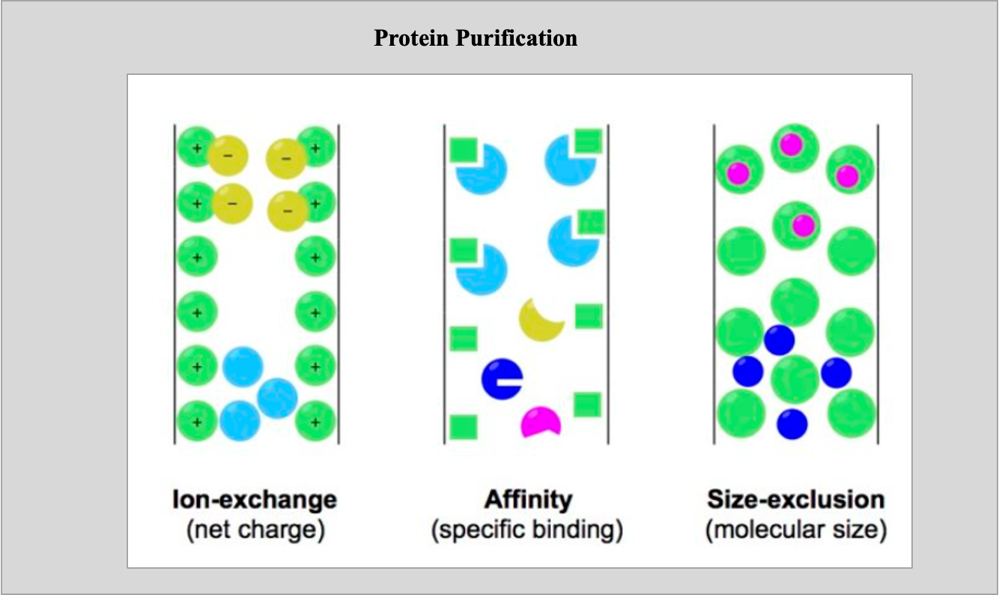 Protein Purification
+ − − +
+ − − +
+ +
+ +
+ +
+ +
Ion-exchange
(net charge)
Affinity
(specific binding)
Size-exclusion
(molecular size)